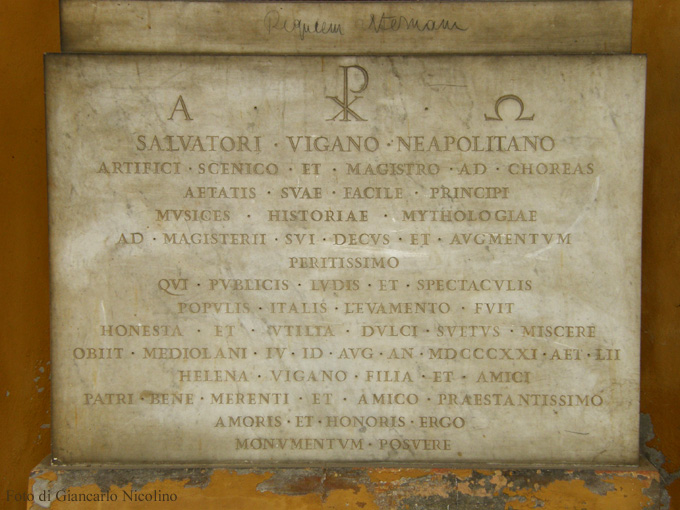 Requiem Aeternam
A · ☧ · Ω
SALVATORI · VIGANO · NEAPOLITANO
ARTIFICI · SCENICO · ET · MAGISTRO · AD · CHOREAS
AETATIS · SVAE · FACILE · PRINCIPI
MVSICES · HISTORIAE · MYTHOLOGIAE
AD · MAGISTERII · SVI · DECVS · ET · AVGMENTVM
PERITISSIMO
QVI · PVBLICIS · LVDIS · ET · SPECTACVLIS
POPVLIS · ITALIS · LEVAMENTO · FVIT
HONESTA · ET · VTILIA · DVLCI · SVETVS · MISCERE
OBIIT · MEDIOLANI · IV · ID · AVG · AN · MDCCCXXI · AET · LII
HELENA · VIGANO · FILIA · ET · AMICI
PATRI · BENE · MERENTI · ET · AMICO · PRAESTANTISSIMO
AMORIS · ET · HONORIS · ERGO
MONVMENTVM · POSVERE
Foto di Giancarlo Nicolino